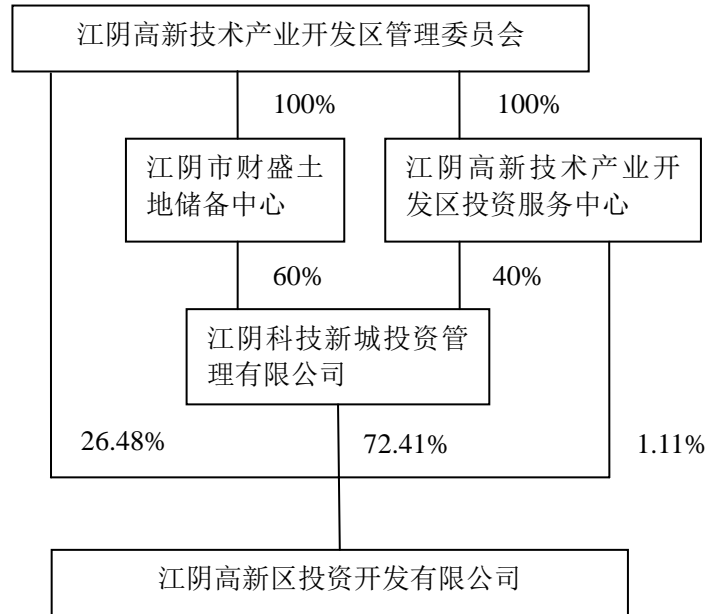 江阴高新技术产业开发区管理委员会
100%
100%
江阴市财盛土
地储备中心
江阴高新技术产业开
发区投资服务中心
60%
40%
江阴科技新城投资管
理有限公司
26.48%
72.41%
1.11%
江阴高新区投资开发有限公司